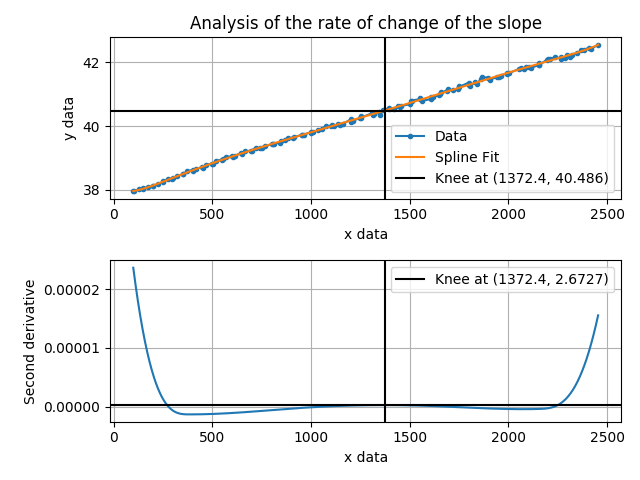 Analysis of the rate of change of the slope
y data
42
40
38
Data
Spline Fit
Knee at (1372.4, 40.486)
0 500 1000 1500 2000 2500
x data
Second derivative
0.00002
0.00001
0.00000
Knee at (1372.4, 2.6727)
0 500 1000 1500 2000 2500
x data